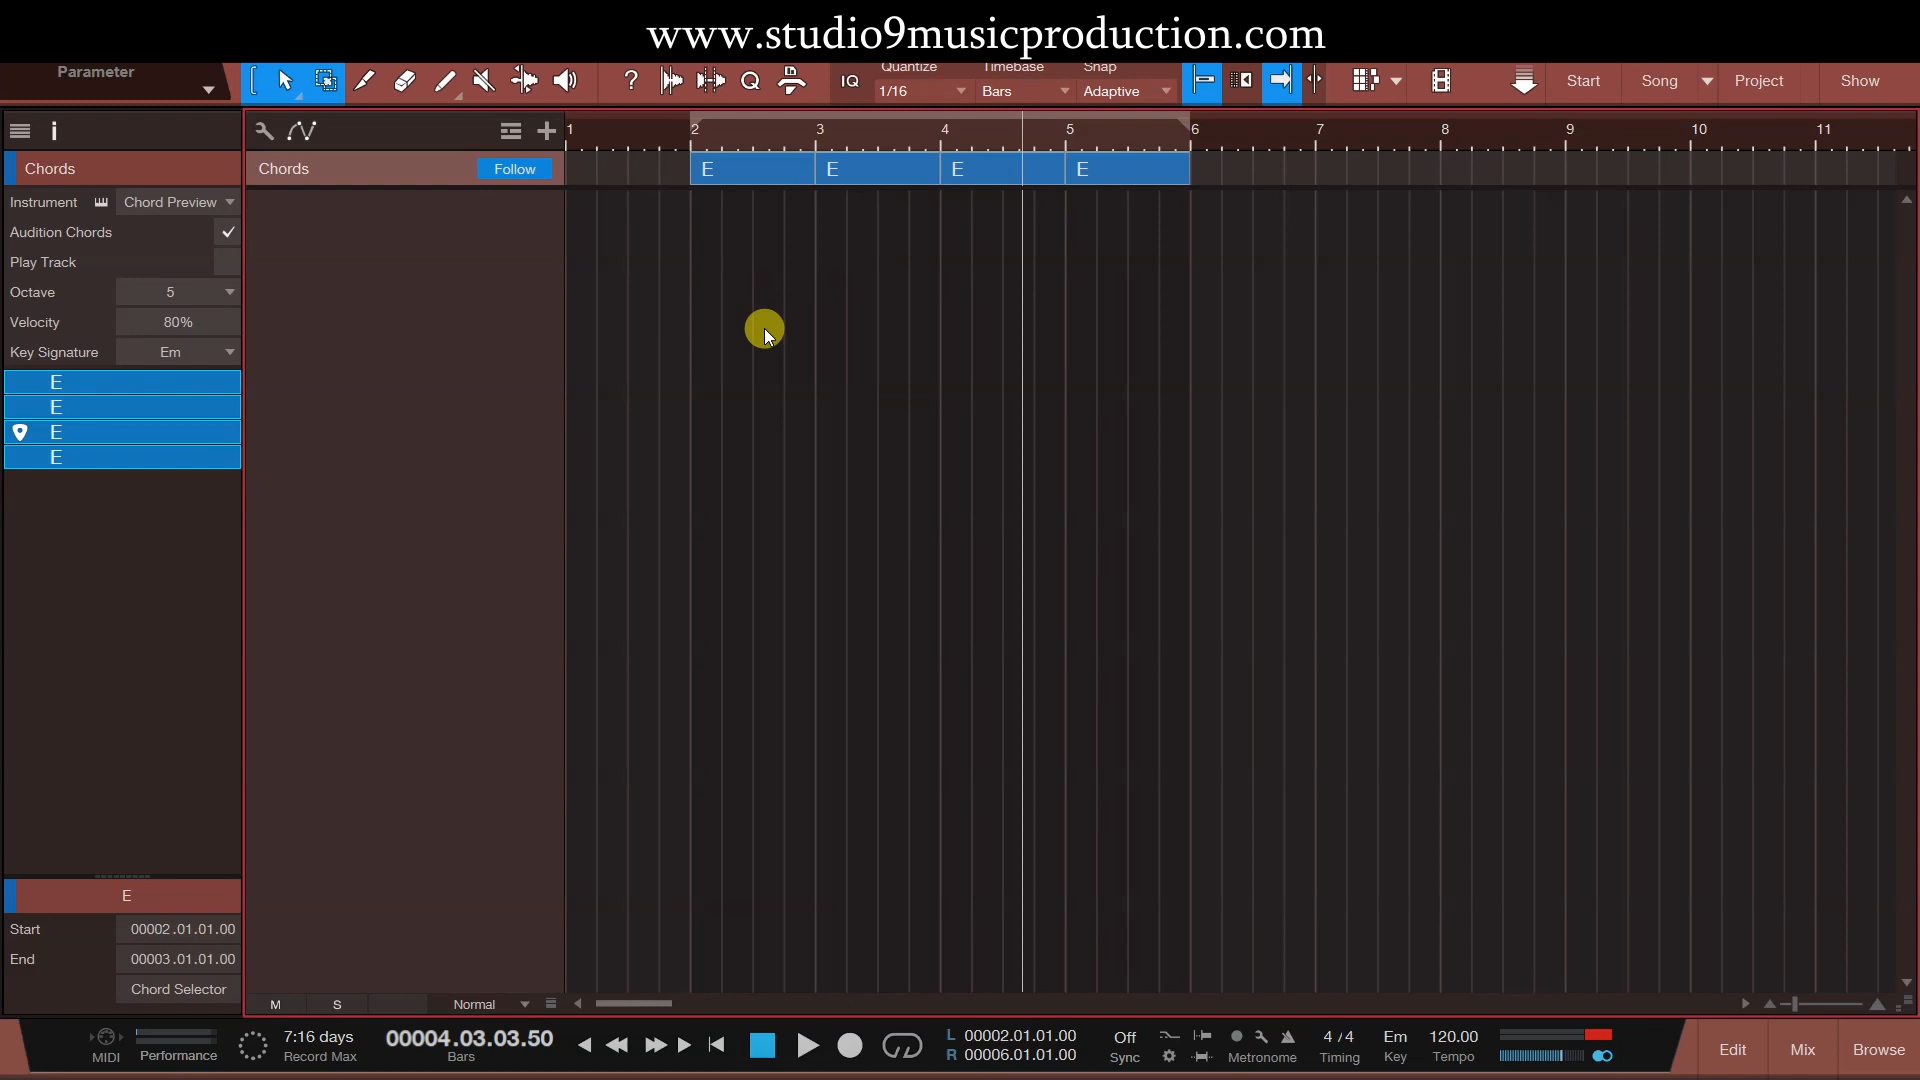 www.studio9musicproduction.com
Parameter
?
Q
IQ
Quantize
Timebase
Snap
1/16
Bars
Adaptive
Start
Song
Project
Show
i
1 2 3 4 5 6 7 8 9 10 11
Chords
Chords
Follow
E E E E
Instrument
Chord Preview
Audition Chords
Play Track
Octave
5
Velocity
80%
Key Signature
Em
E
E
E
E
E
Start
00002.01.01.00
End
00003.01.01.00
Chord Selector
M
S
Normal
MIDI
Performance
7:16 days
Record Max
00004.03.03.50
Bars
L 00002.01.01.00
R 00006.01.01.00
Off
Sync
Metronome
4/4
Timing
Em
Key
120.00
Tempo
Edit
Mix
Browse